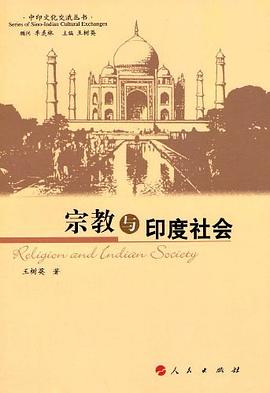 ·中印文化交流丛书·
Series of Sino-Indian Cultural Exchanges
顾问 季羡林 主编 王树英
宗教与印度社会
Religion and Indian Society
王树英 著
人民出版社